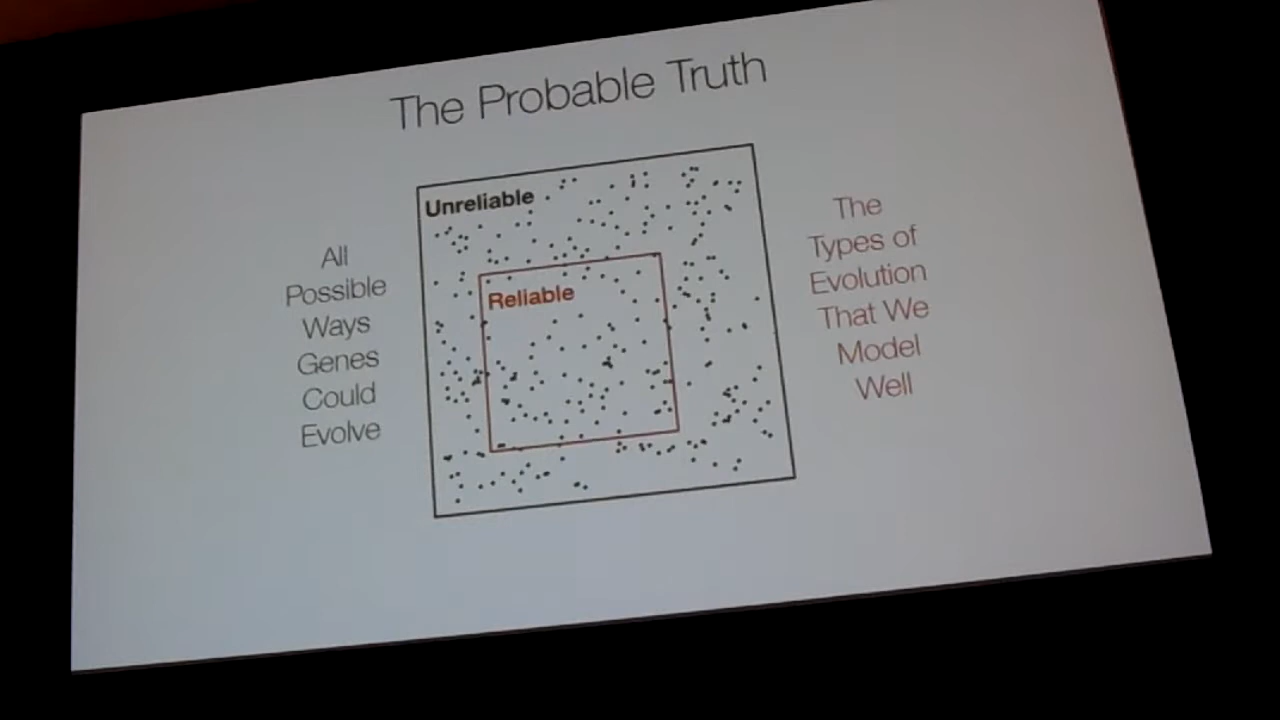 The Probable Truth
Unreliable
Reliable
All
Possible
Ways
Genes
Could
Evolve
The
Types of
Evolution
That We
Model
Well